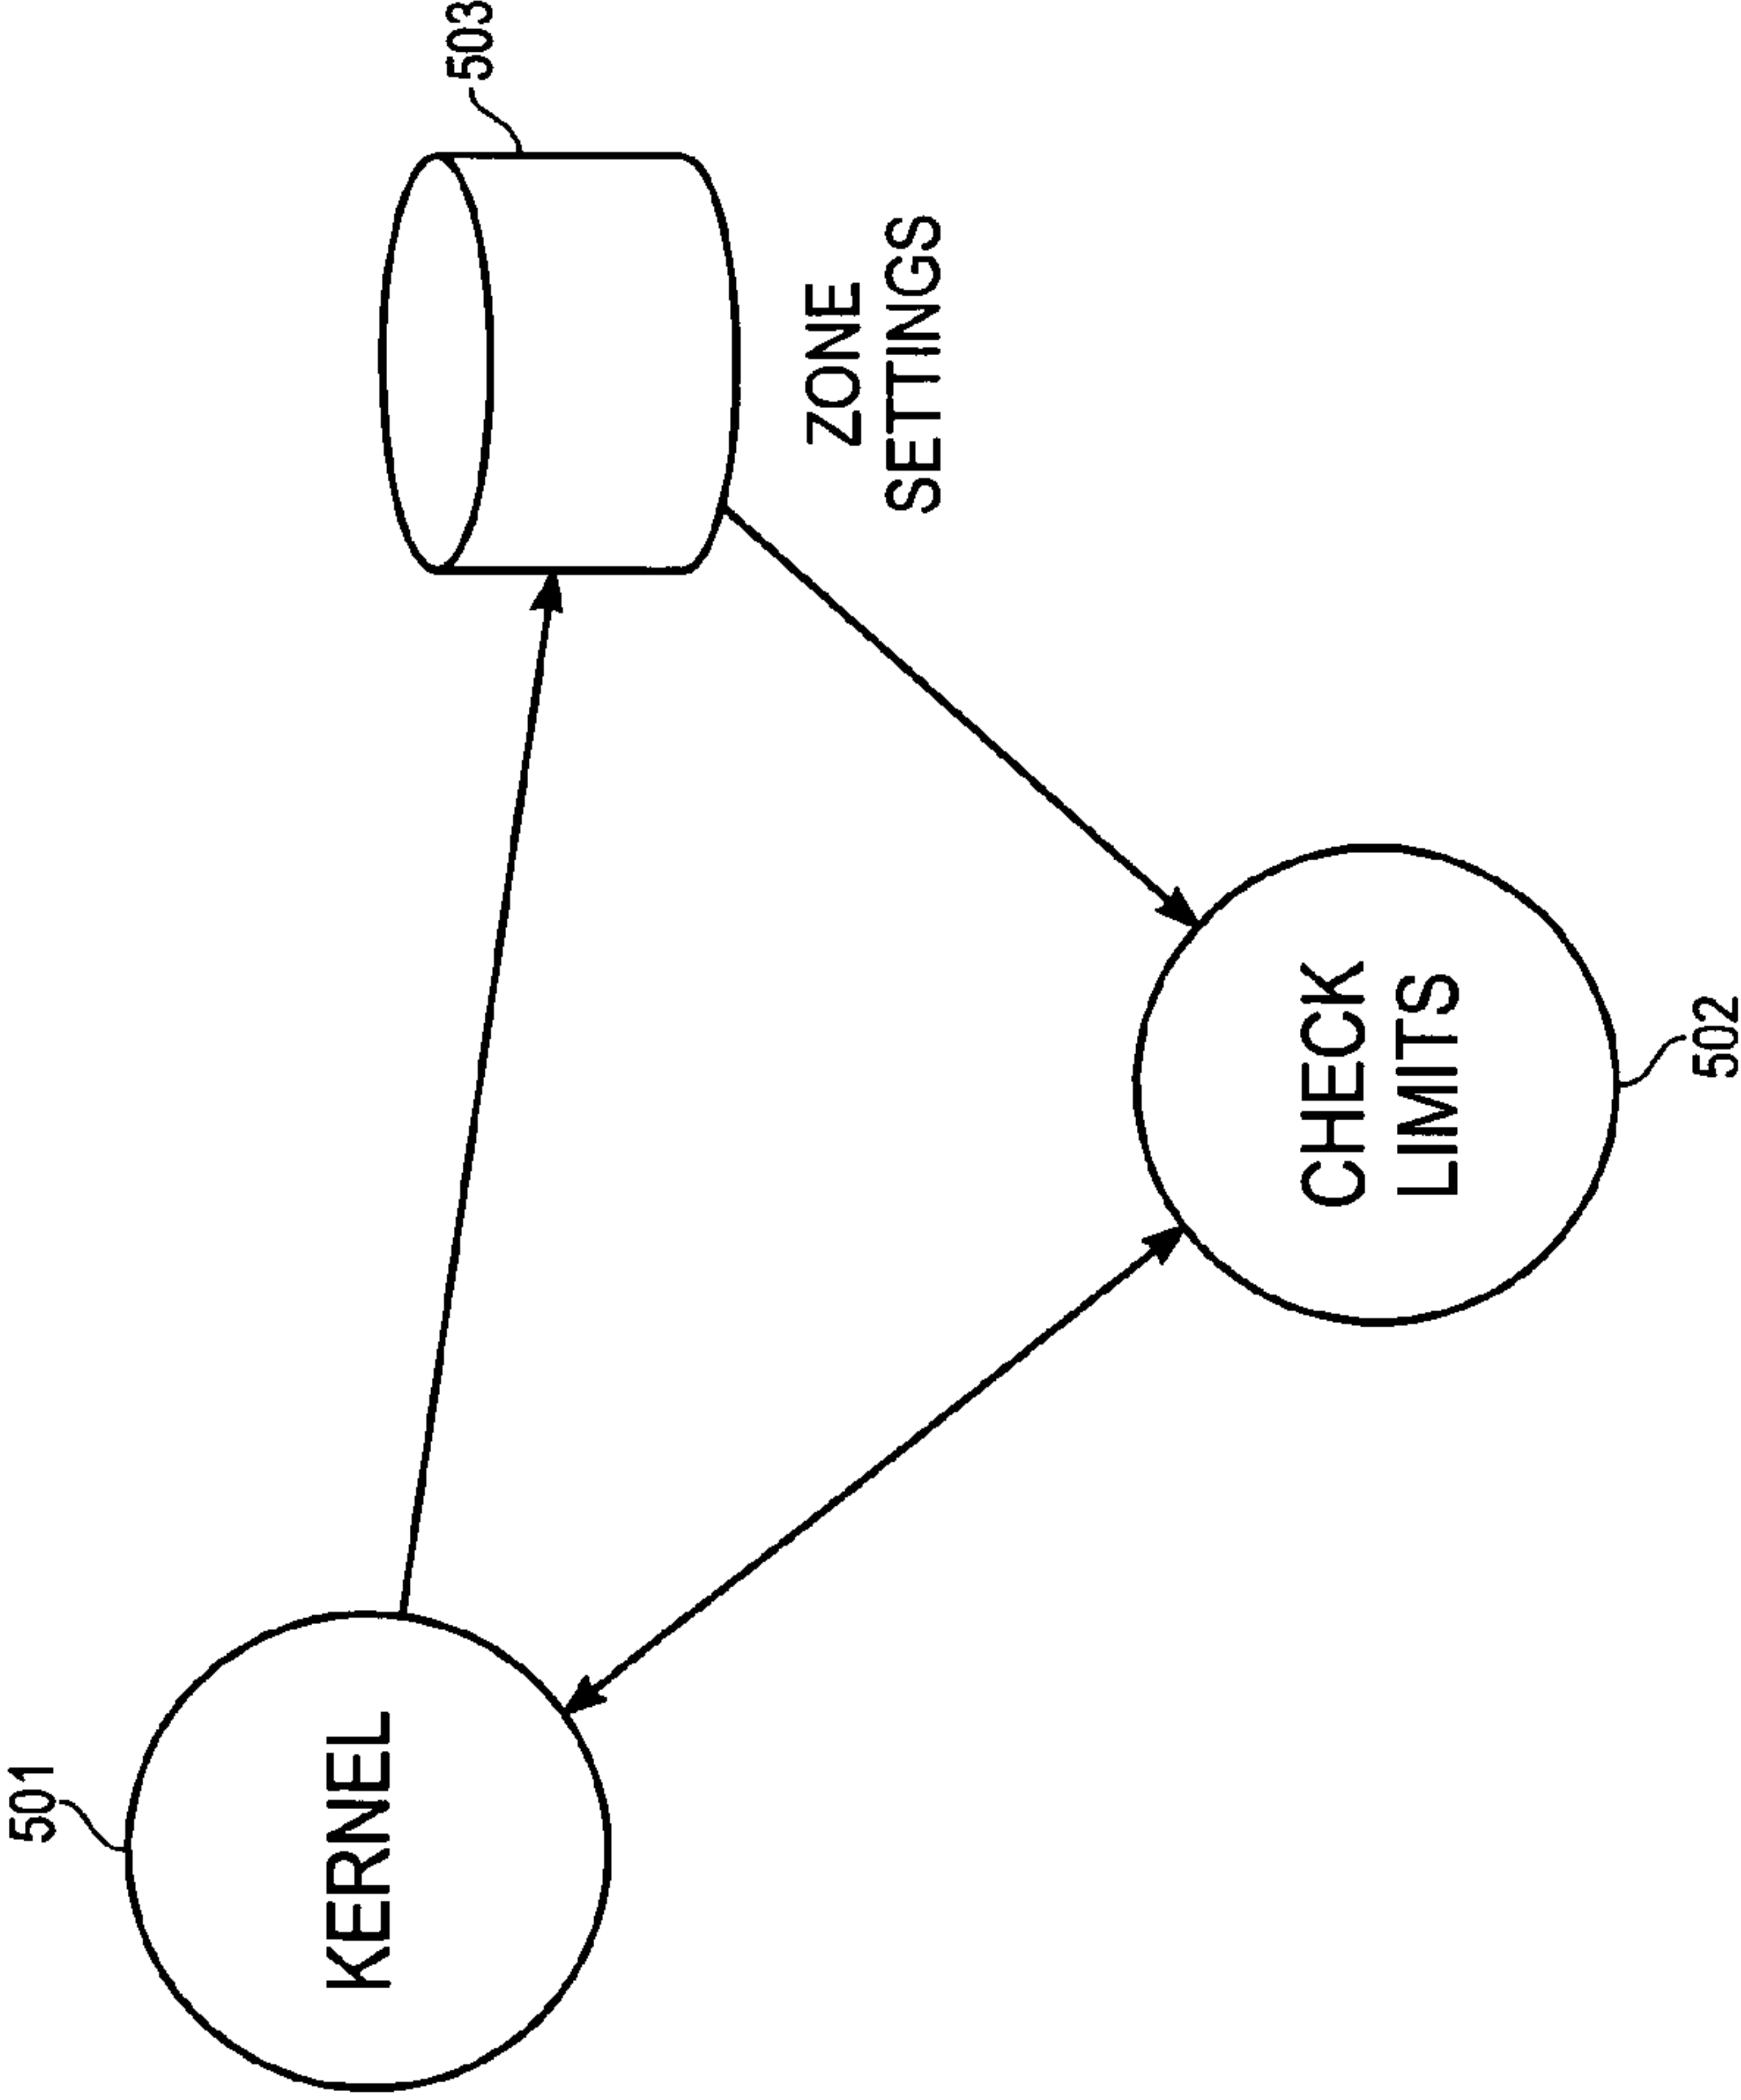 501
KERNEL
503
ZONE
SETTINGS
CHECK
LIMITS
502